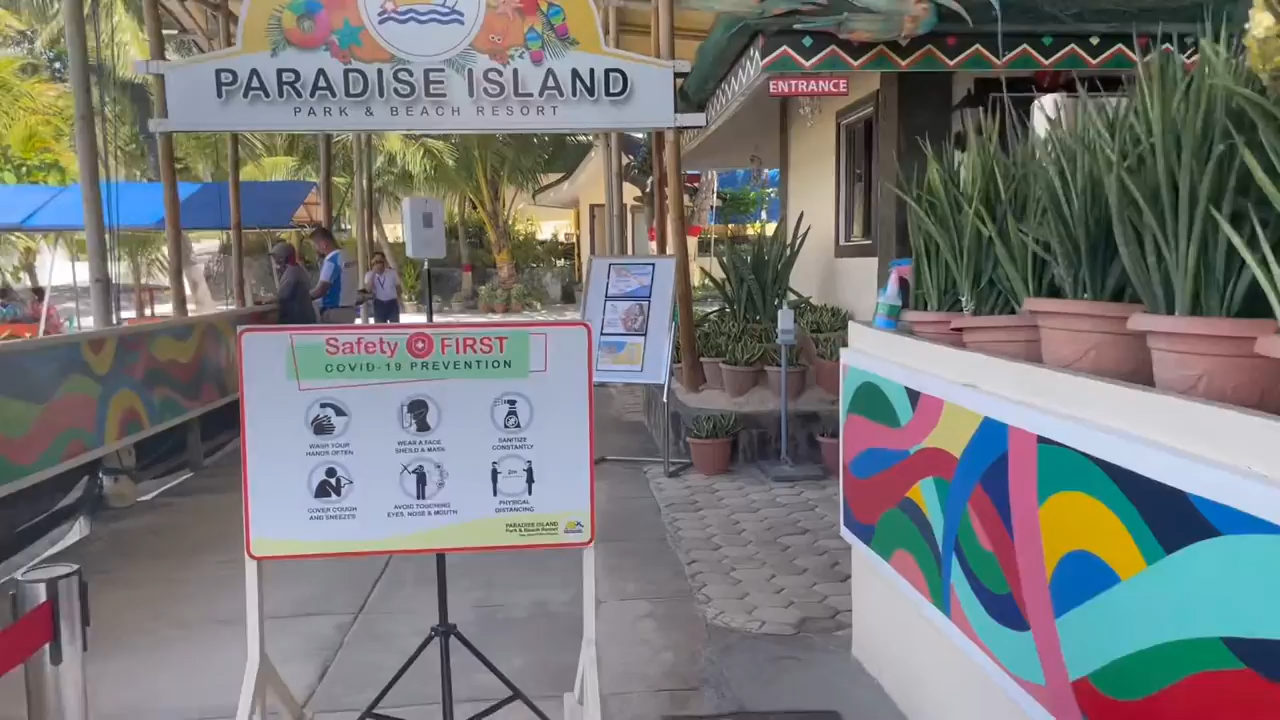 PARADISE ISLAND
PARK & BEACH RESORT
ENTRANCE
Safety FIRST
COVID-19 PREVENTION
WASH YOUR
HANDS OFTEN
WEAR A FACE
SHEILD & MASK
SANITIZE
CONSTANTLY
COVER COUGH
AND SNEEZES
AVOID TOUCHING
EYES, NOSE & MOUTH
PHYSICAL
DISTANCING
PARADISE ISLAND
Park & Beach Resort